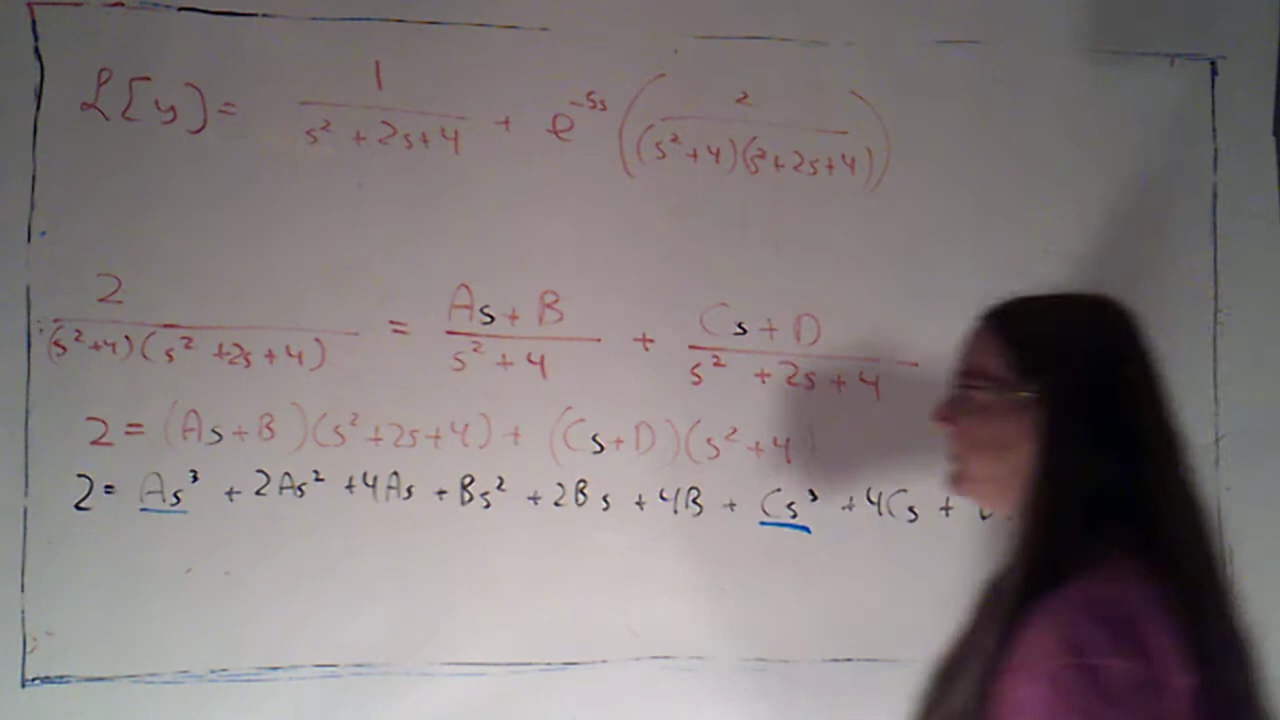 ℒ[y] = 1/(s² + 2s + 4) + e^(-5s) (2/((s²+4)(s²+2s+4)))
2/((s²+4)(s²+2s+4)) = (As + B)/(s² + 4) + (Cs + D)/(s² + 2s + 4)
2 = (As + B)(s² + 2s + 4) + (Cs + D)(s² + 4)
2 = As³ + 2As² + 4As + Bs² + 2Bs + 4B + Cs³ + 4Cs +